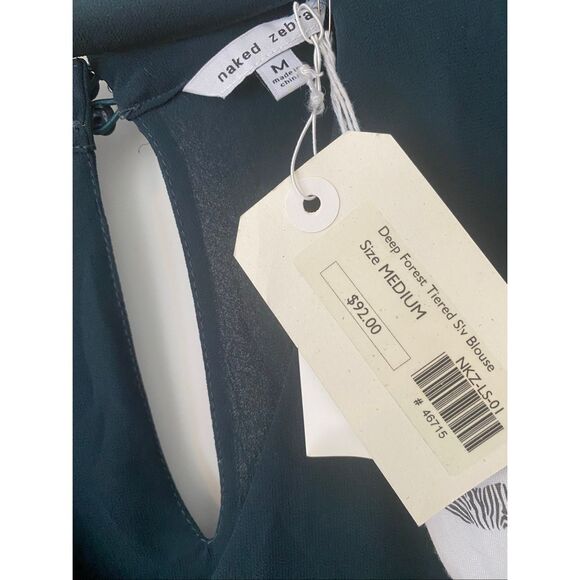 naked zebra
M
made in
china
Deep Forest Tiered Slv Blouse
Size MEDIUM
$92.00
NKZ-LS-01
# 46715